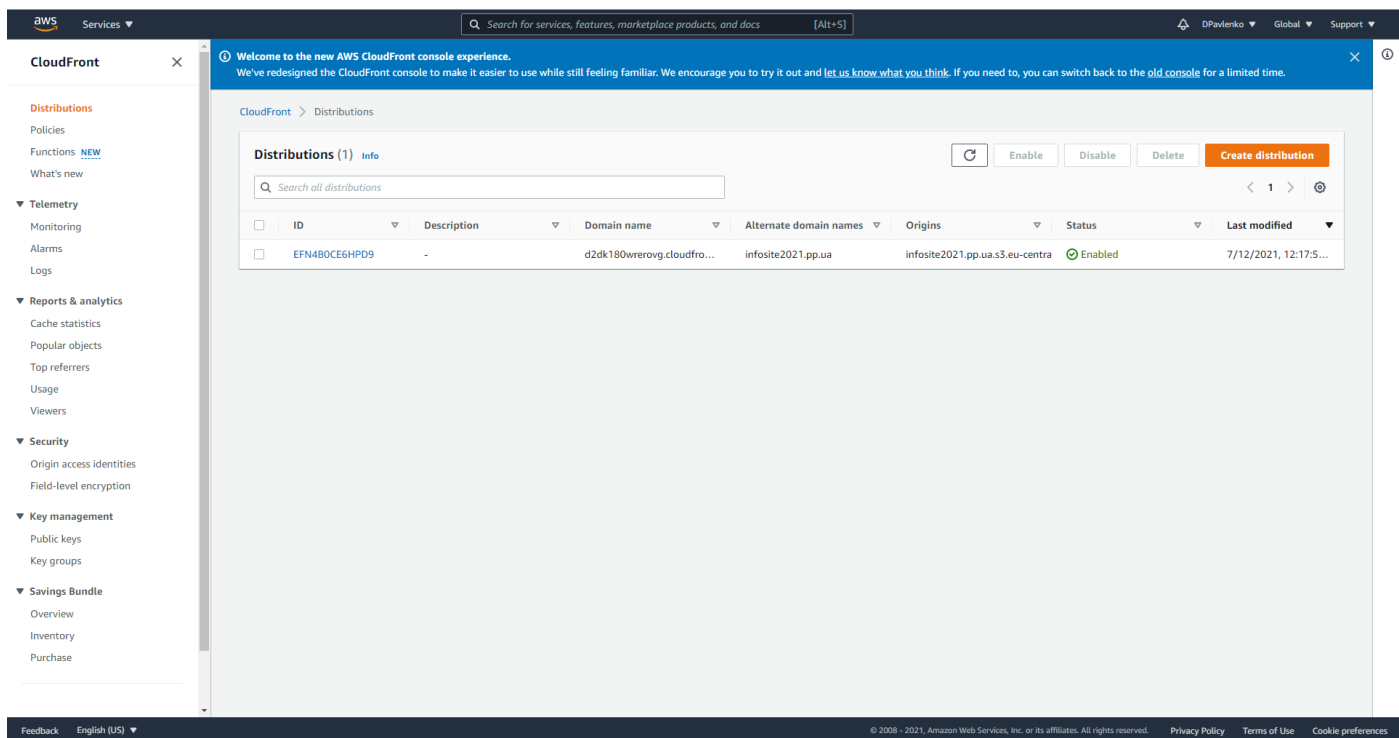 aws Services ▼ Search for services, features, marketplace products, and docs [Alt+S] DPavlenko ▼ Global ▼ Support ▼
CloudFront
Distributions
Policies
Functions NEW
What's new
Telemetry
Monitoring
Alarms
Logs
Reports & analytics
Cache statistics
Popular objects
Top referrers
Usage
Viewers
Security
Origin access identities
Field-level encryption
Key management
Public keys
Key groups
Savings Bundle
Overview
Inventory
Purchase
Welcome to the new AWS CloudFront console experience.
We've redesigned the CloudFront console to make it easier to use while still feeling familiar. We encourage you to try it out and let us know what you think. If you need to, you can switch back to the old console for a limited time.
CloudFront > Distributions
Distributions (1) Info Enable Disable Delete Create distribution
Search all distributions < 1 >
ID Description Domain name Alternate domain names Origins Status Last modified
EFN4B0CE6HPD9 - d2dk180wrerovg.cloudfro... infosite2021.pp.ua infosite2021.pp.ua.s3.eu-centra Enabled 7/12/2021, 12:17:5...
Feedback English (US) ▼ © 2008 - 2021, Amazon Web Services, Inc. or its affiliates. All rights reserved. Privacy Policy Terms of Use Cookie preferences